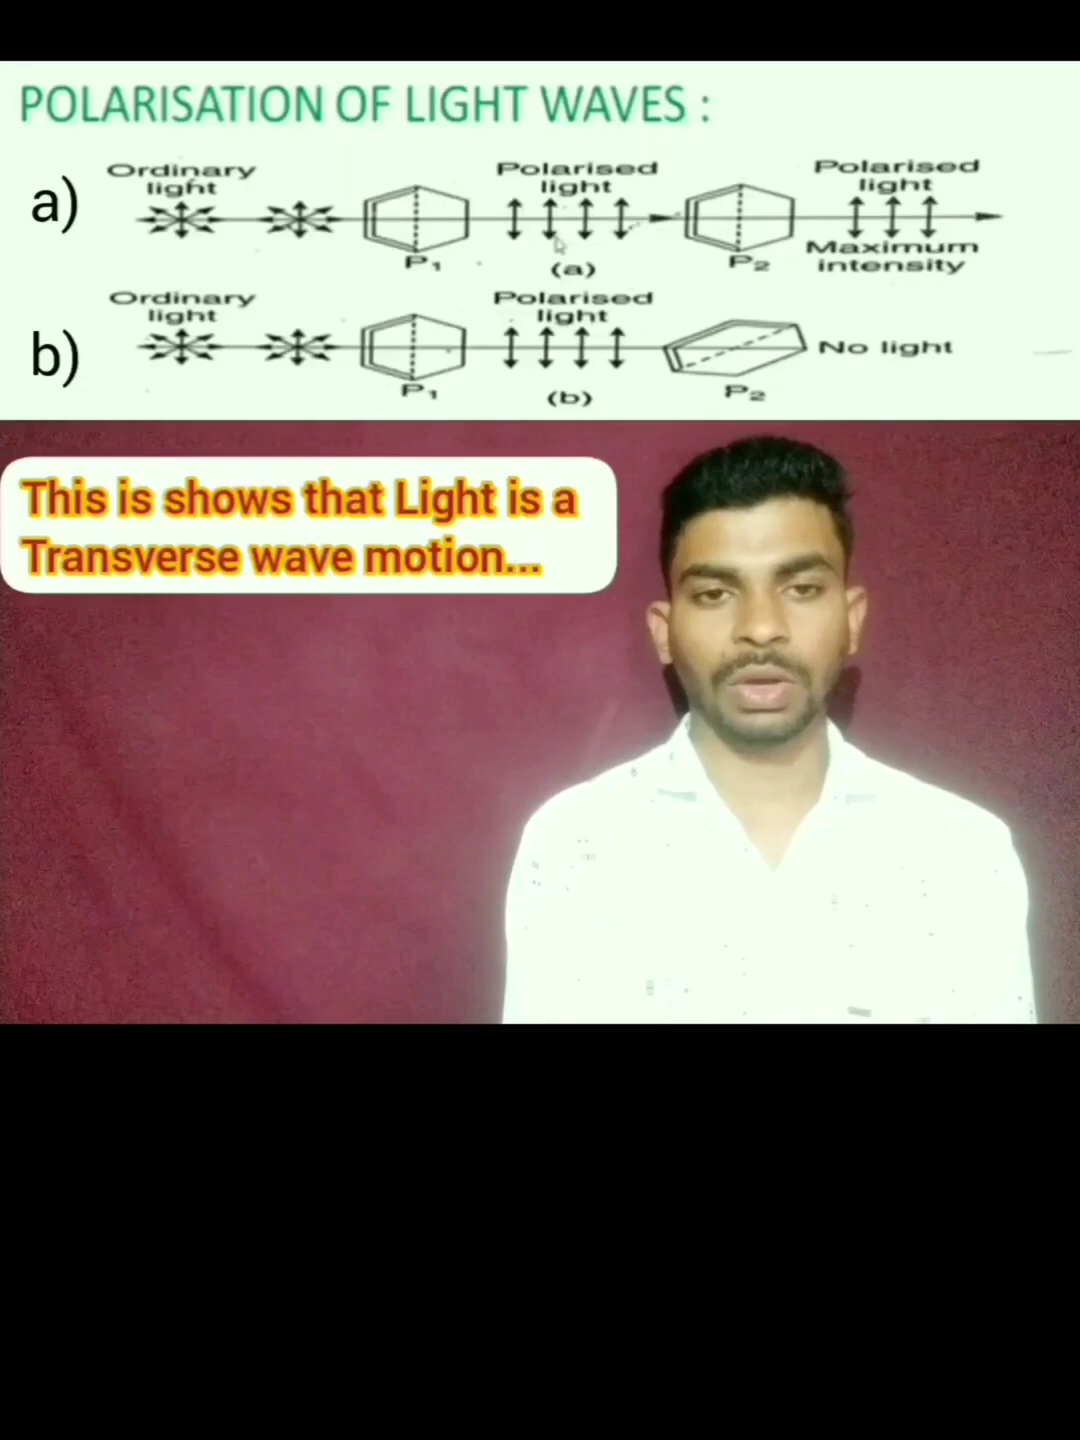 POLARISATION OF LIGHT WAVES :
a)
Ordinary
light
Polarised
light
Polarised
light
P₁
(a)
P₂
Maximum
intensity
b)
Ordinary
light
Polarised
light
No light
P₁
(b)
P₂
This is shows that Light is a
Transverse wave motion...